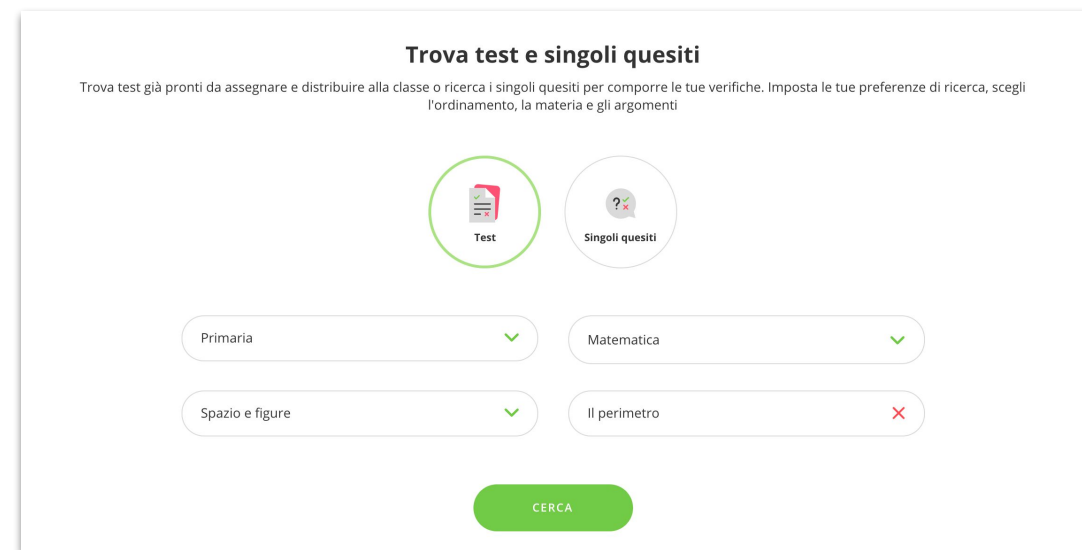 Trova test e singoli quesiti
Trova test già pronti da assegnare e distribuire alla classe o ricerca i singoli quesiti per comporre le tue verifiche. Imposta le tue preferenze di ricerca, scegli
l'ordinamento, la materia e gli argomenti
Test
Singoli quesiti
Primaria
Matematica
Spazio e figure
Il perimetro
CERCA